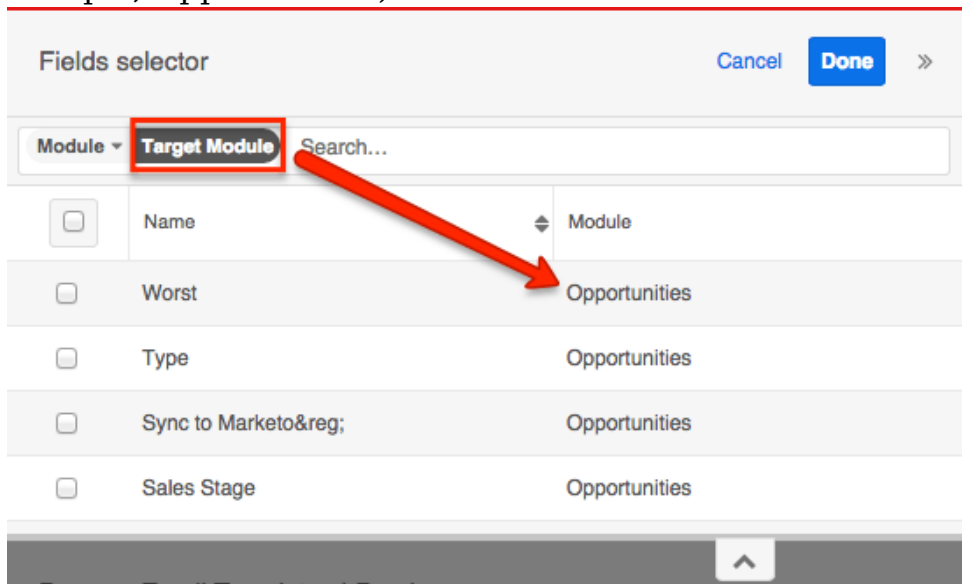 Fields selector Cancel Done »
Module Target Module Search...
Name Module
Worst Opportunities
Type Opportunities
Sync to Marketo&reg; Opportunities
Sales Stage Opportunities